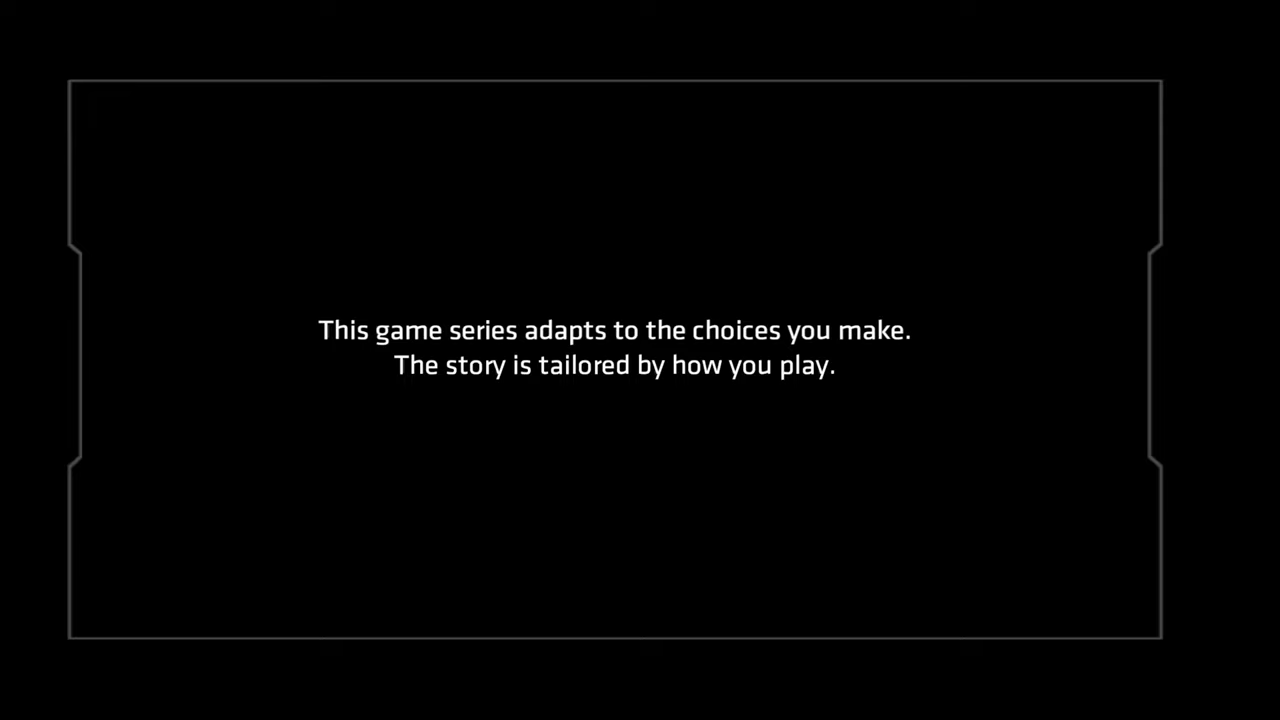 This game series adapts to the choices you make.
The story is tailored by how you play.